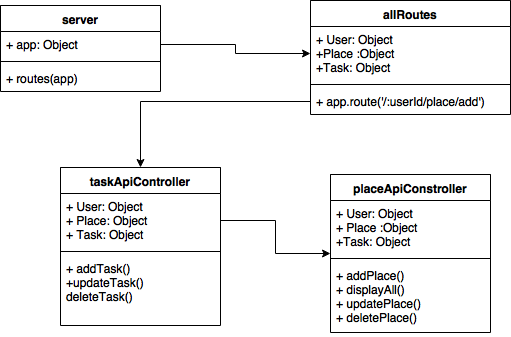 server
+ app: Object
+ routes(app)
allRoutes
+ User: Object
+Place :Object
+Task: Object
+ app.route('/:userId/place/add')
taskApiController
+ User: Object
+ Place: Object
+ Task: Object
+ addTask()
+updateTask()
deleteTask()
placeApiConstroller
+ User: Object
+ Place :Object
+Task: Object
+ addPlace()
+ displayAll()
+ updatePlace()
+ deletePlace()